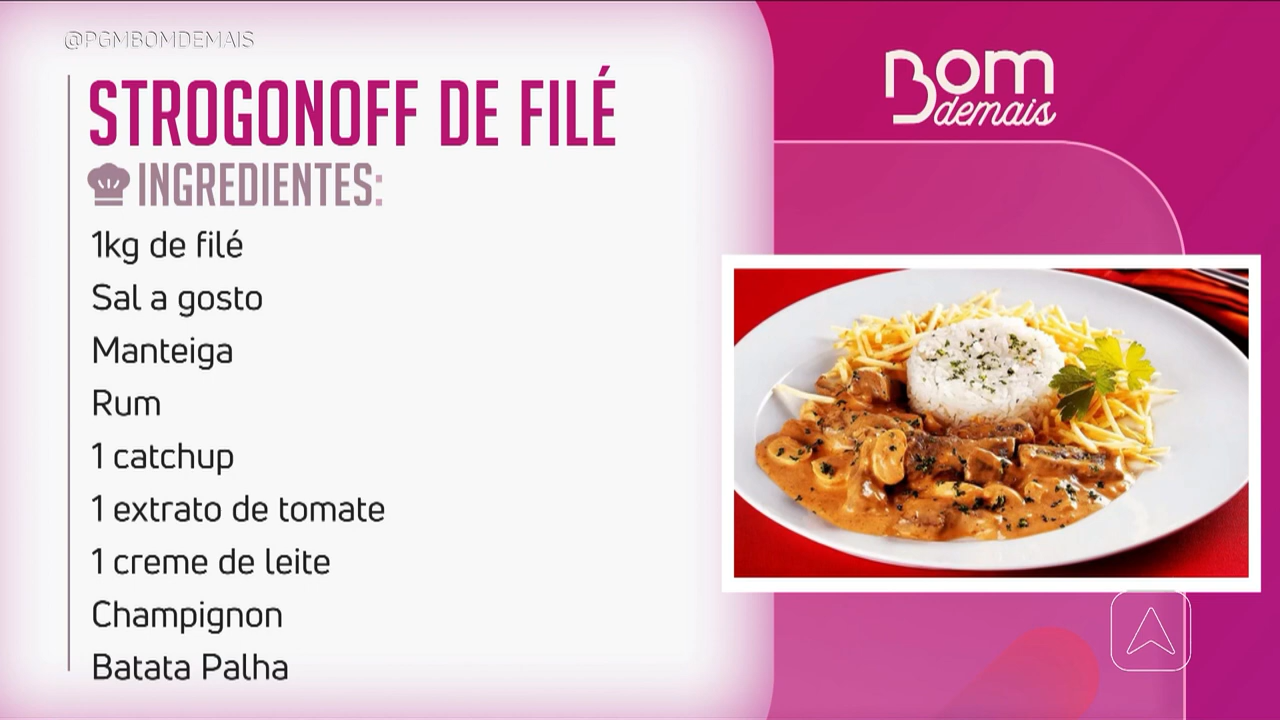 @PGMBOMDEMAIS
STROGONOFF DE FILÉ
INGREDIENTES:
1kg de filé
Sal a gosto
Manteiga
Rum
1 catchup
1 extrato de tomate
1 creme de leite
Champignon
Batata Palha
Bom
demais